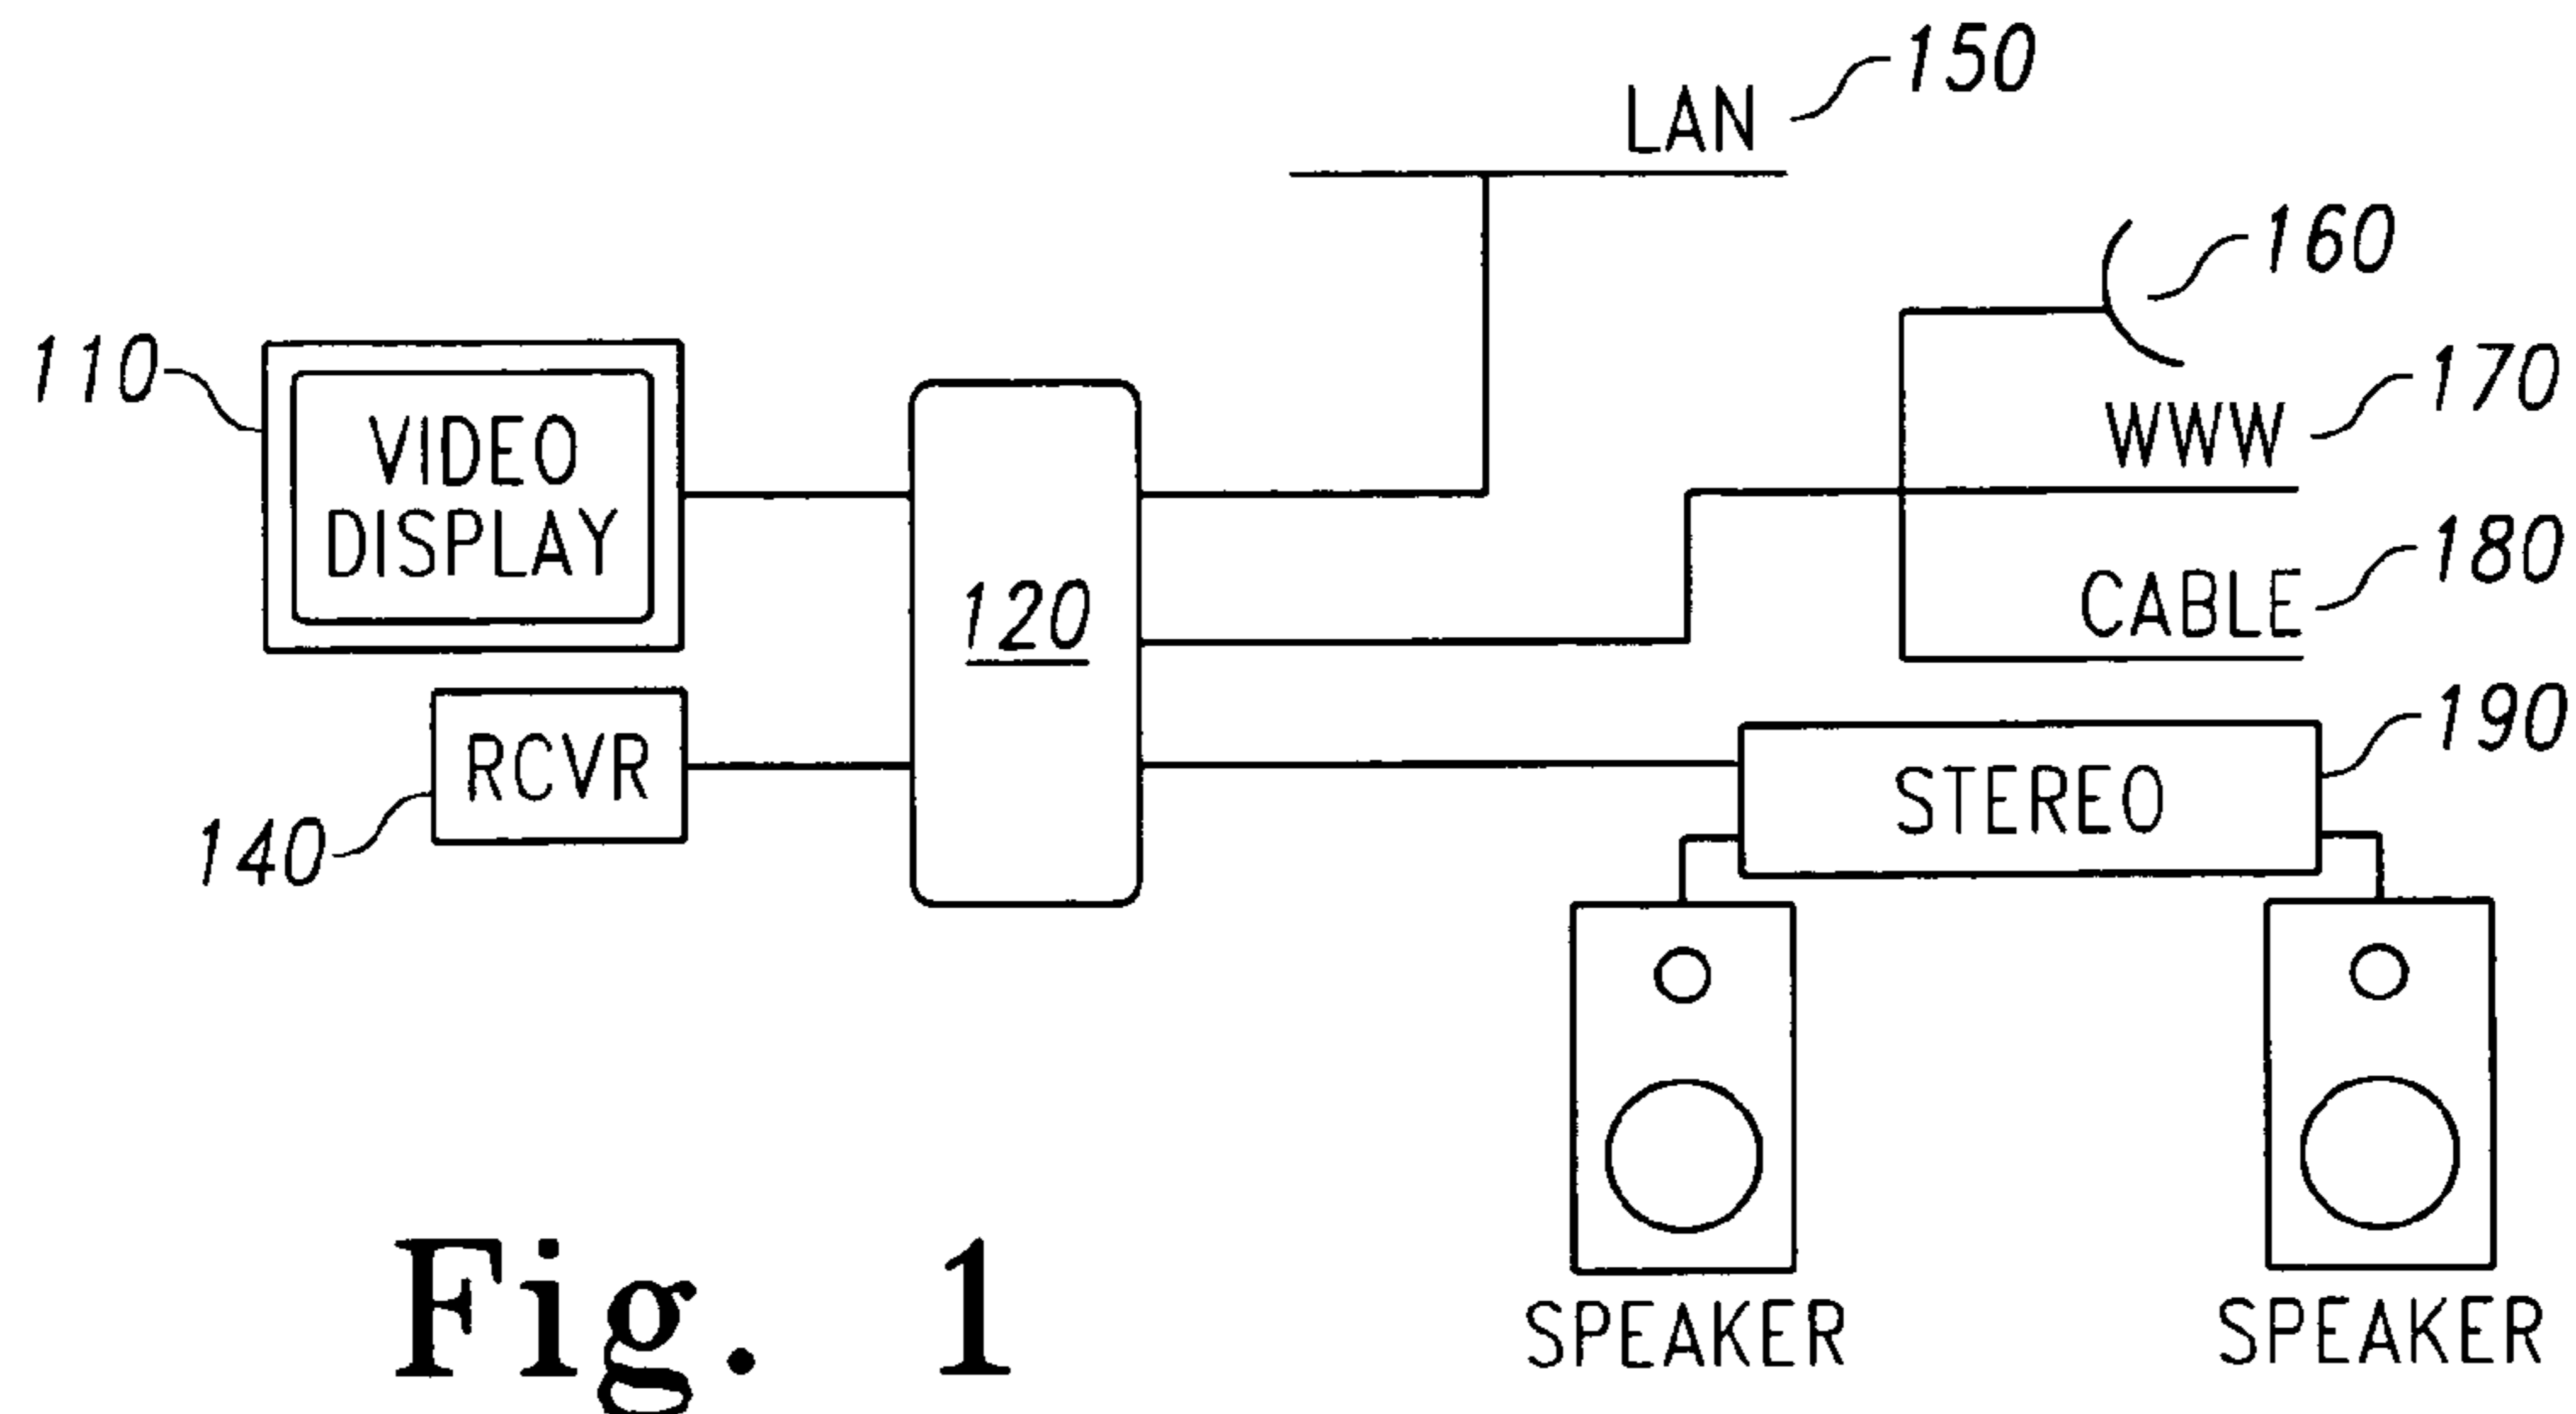 LAN
150
160
110
VIDEO
DISPLAY
WWW
170
120
CABLE
180
RCVR
140
STEREO
190
SPEAKER
SPEAKER
Fig. 1